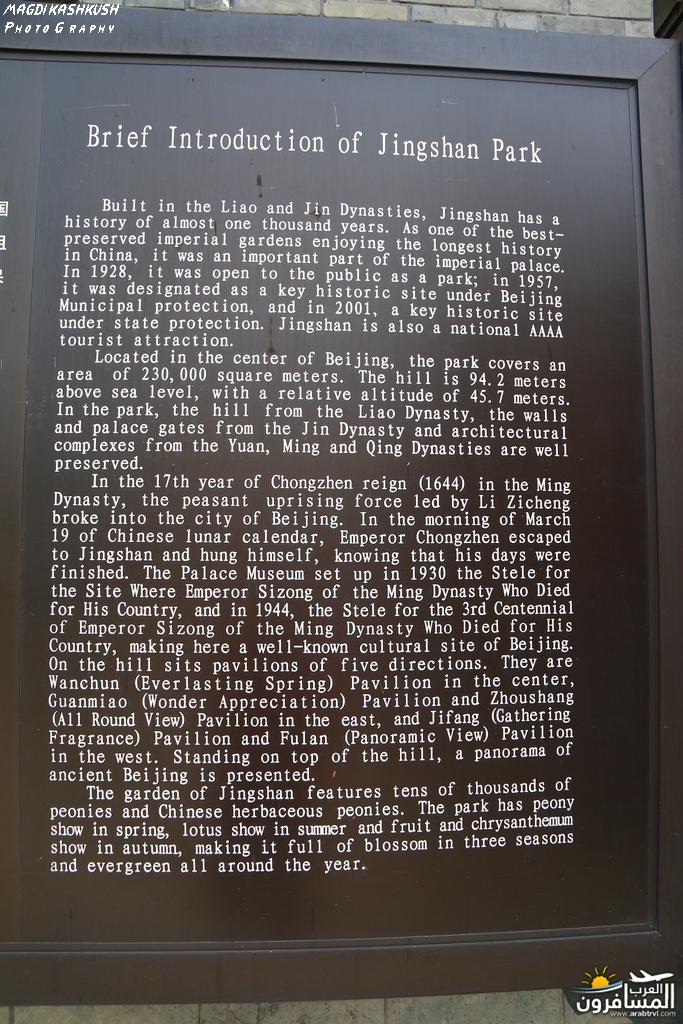 MAGDI KASHKUSH
PHOTOGRAPHY
Brief Introduction of Jingshan Park
Built in the Liao and Jin Dynasties, Jingshan has a
history of almost one thousand years. As one of the best-
preserved imperial gardens enjoying the longest history
in China, it was an important part of the imperial palace.
In 1928, it was open to the public as a park; in 1957,
it was designated as a key historic site under Beijing
Municipal protection, and in 2001, a key historic site
under state protection. Jingshan is also a national AAAA
tourist attraction.
Located in the center of Beijing, the park covers an
area of 230,000 square meters. The hill is 94.2 meters
above sea level, with a relative altitude of 45.7 meters.
In the park, the hill from the Liao Dynasty, the walls
and palace gates from the Jin Dynasty and architectural
complexes from the Yuan, Ming and Qing Dynasties are well
preserved.
In the 17th year of Chongzhen reign (1644) in the Ming
Dynasty, the peasant uprising force led by Li Zicheng
broke into the city of Beijing. In the morning of March
19 of Chinese lunar calendar, Emperor Chongzhen escaped
to Jingshan and hung himself, knowing that his days were
finished. The Palace Museum set up in 1930 the Stele for
the Site Where Emperor Sizong of the Ming Dynasty Who Died
for His Country, and in 1944, the Stele for the 3rd Centennial
of Emperor Sizong of the Ming Dynasty Who Died for His
Country, making here a well-known cultural site of Beijing.
On the hill sits pavilions of five directions. They are
Wanchun (Everlasting Spring) Pavilion in the center,
Guanmiao (Wonder Appreciation) Pavilion and Zhoushang
(All Round View) Pavilion in the east, and Jifang (Gathering
Fragrance) Pavilion and Fulan (Panoramic View) Pavilion
in the west. Standing on top of the hill, a panorama of
ancient Beijing is presented.
The garden of Jingshan features tens of thousands of
peonies and Chinese herbaceous peonies. The park has peony
show in spring, lotus show in summer and fruit and chrysanthemum
show in autumn, making it full of blossom in three seasons
and evergreen all around the year.
العرب
المسافرون
www.arabtrvl.com